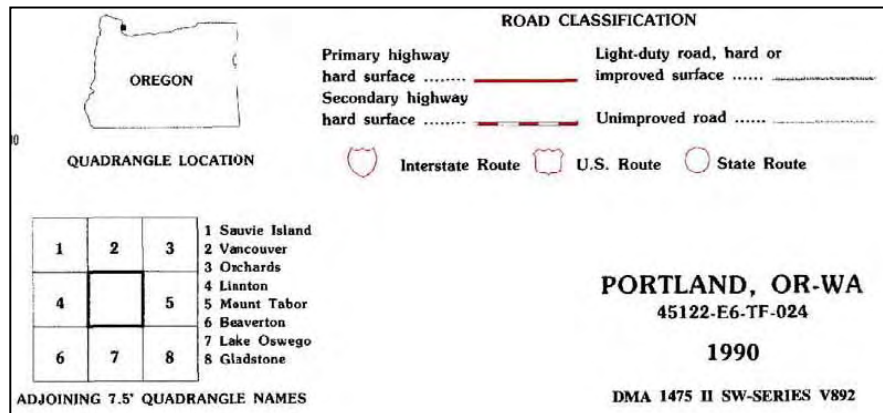 ROAD CLASSIFICATION
Primary highway
hard surface ........
Light-duty road, hard or
improved surface ......
Secondary highway
hard surface ........
Unimproved road ......
Interstate Route
U.S. Route
State Route
OREGON
QUADRANGLE LOCATION
1 2 3
4 5
6 7 8
1 Sauvie Island
2 Vancouver
3 Orchards
4 Linnton
5 Mount Tabor
6 Beaverton
7 Lake Oswego
8 Gladstone
ADJOINING 7.5' QUADRANGLE NAMES
PORTLAND, OR-WA
45122-E6-TF-024
1990
DMA 1475 II SW-SERIES V892